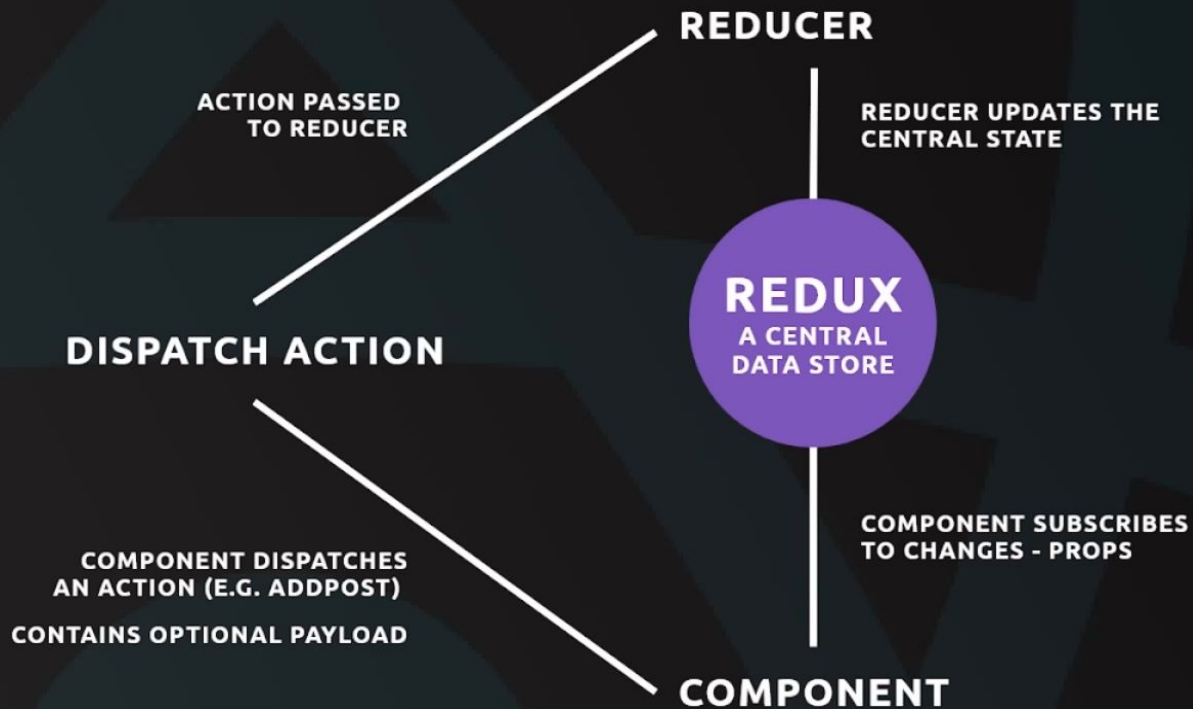 REDUCER
ACTION PASSED
TO REDUCER
REDUCER UPDATES THE
CENTRAL STATE
REDUX
A CENTRAL
DATA STORE
DISPATCH ACTION
COMPONENT SUBSCRIBES
TO CHANGES - PROPS
COMPONENT DISPATCHES
AN ACTION (E.G. ADDPOST)
CONTAINS OPTIONAL PAYLOAD
COMPONENT